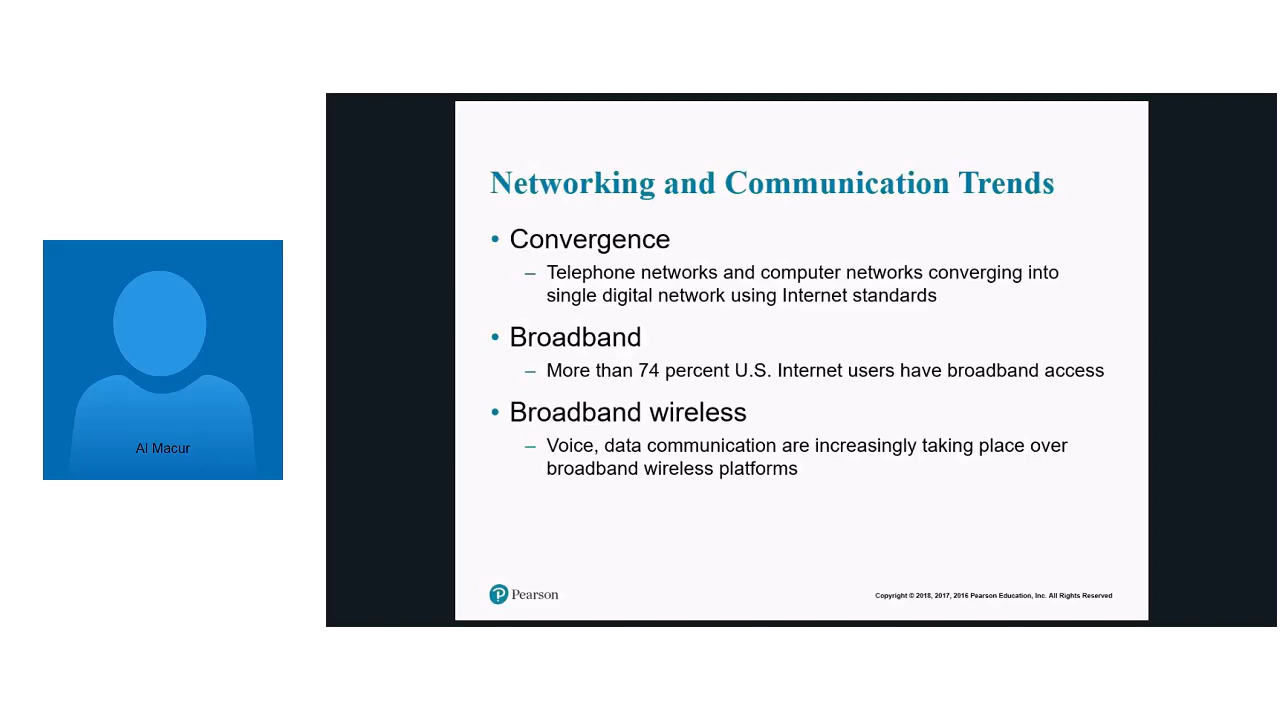 Al Macur
Networking and Communication Trends
• Convergence
– Telephone networks and computer networks converging into
single digital network using Internet standards
• Broadband
– More than 74 percent U.S. Internet users have broadband access
• Broadband wireless
– Voice, data communication are increasingly taking place over
broadband wireless platforms
Pearson
Copyright © 2018, 2017, 2016 Pearson Education, Inc. All Rights Reserved